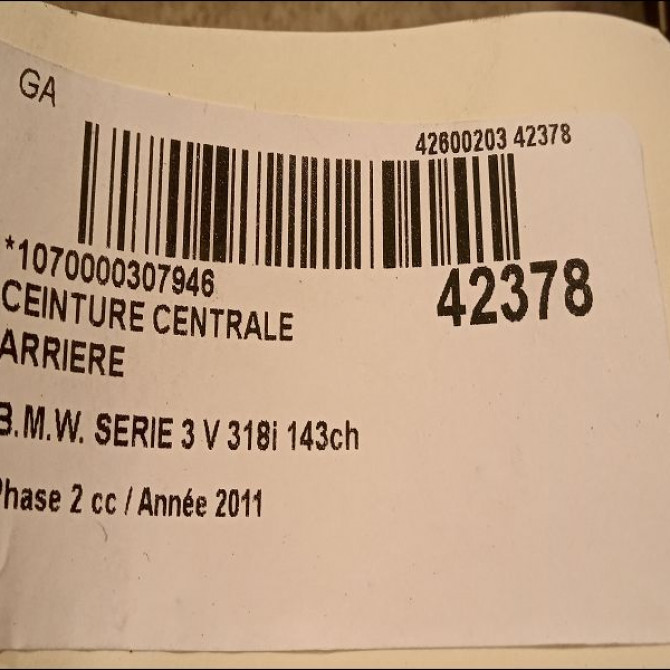 GA
42600203 42378
*1070000307946
42378
CEINTURE CENTRALE
ARRIERE
B.M.W. SERIE 3 V 318i 143ch
Phase 2 cc / Année 2011